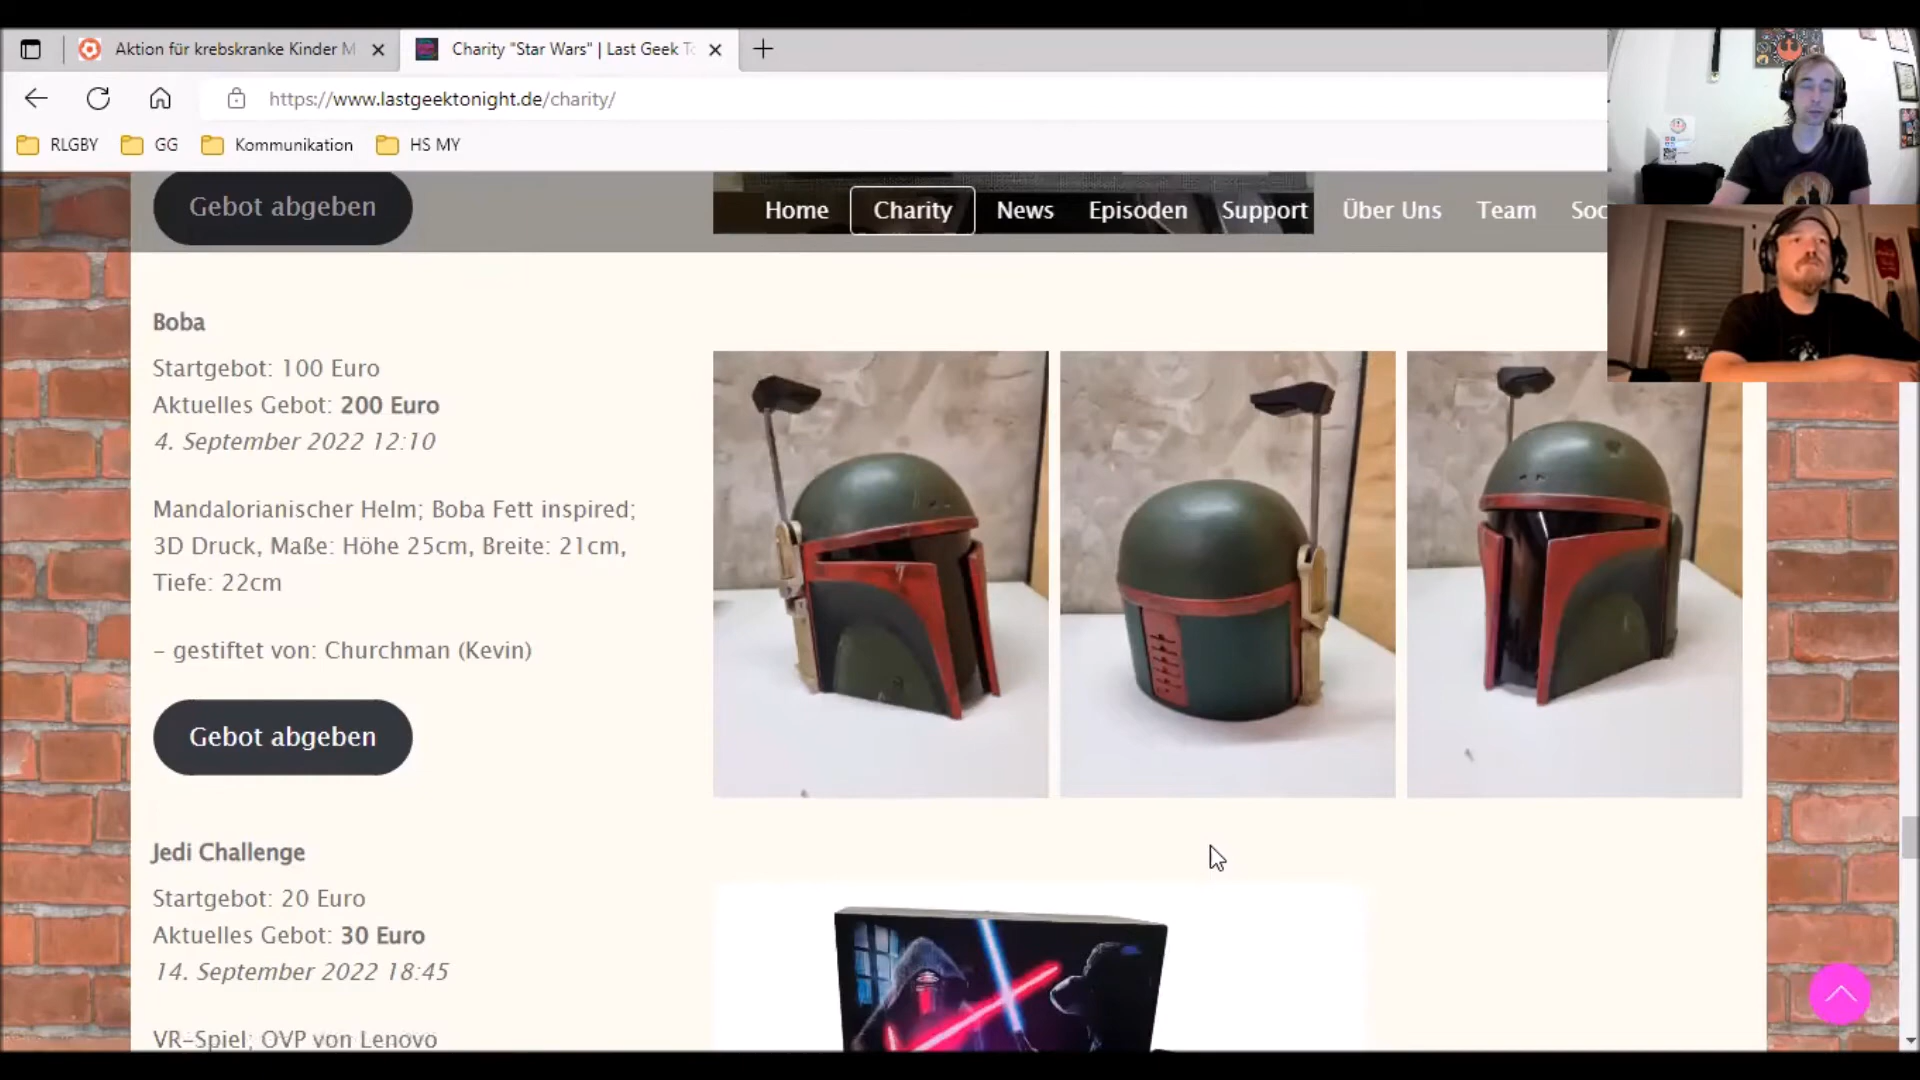 Aktion für krebskranke Kinder M
Charity "Star Wars" | Last Geek To
https://www.lastgeektonight.de/charity/
RLGBY
GG
Kommunikation
HS MY
Gebot abgeben
Home
Charity
News
Episoden
Support
Über Uns
Team
Soc
Boba
Startgebot: 100 Euro
Aktuelles Gebot: 200 Euro
4. September 2022 12:10
Mandalorianischer Helm; Boba Fett inspired;
3D Druck, Maße: Höhe 25cm, Breite: 21cm,
Tiefe: 22cm
– gestiftet von: Churchman (Kevin)
Gebot abgeben
Jedi Challenge
Startgebot: 20 Euro
Aktuelles Gebot: 30 Euro
14. September 2022 18:45
VR-Spiel; OVP von Lenovo